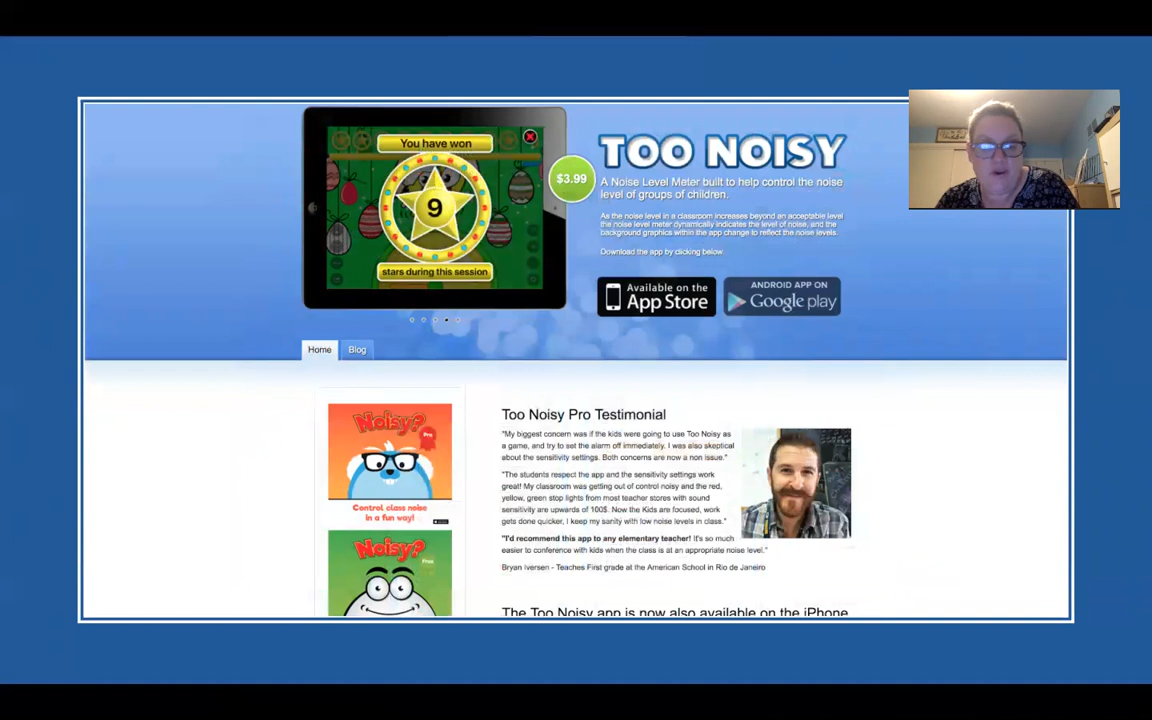 You have won
9
stars during this session
$3.99
TOO NOISY
A Noise Level Meter built to help control the noise
level of groups of children.
As the noise level in a classroom increases beyond an acceptable level
the noise level meter dynamically indicates the level of noise, and the
background graphics within the app change to reflect the noise levels.
Download the app by clicking below.
Available on the
App Store
ANDROID APP ON
Google play
Home
Blog
Noisy?
Pro
Control class noise
in a fun way!
Noisy?
Free
Too Noisy Pro Testimonial
"My biggest concern was if the kids were going to use Too Noisy as
a game, and try to set the alarm off immediately. I was also skeptical
about the sensitivity settings. Both concerns are now a non issue."
"The students respect the app and the sensitivity settings work
great! My classroom was getting out of control noisy and the red,
yellow, green stop lights from most teacher stores with sound
sensitivity are upwards of 100$. Now the Kids are focused, work
gets done quicker, I keep my sanity with low noise levels in class."
"I'd recommend this app to any elementary teacher! It's so much
easier to conference with kids when the class is at an appropriate noise level."
Bryan Iversen - Teaches First grade at the American School in Rio de Janeiro
The Too Noisy app is now also available on the iPhone